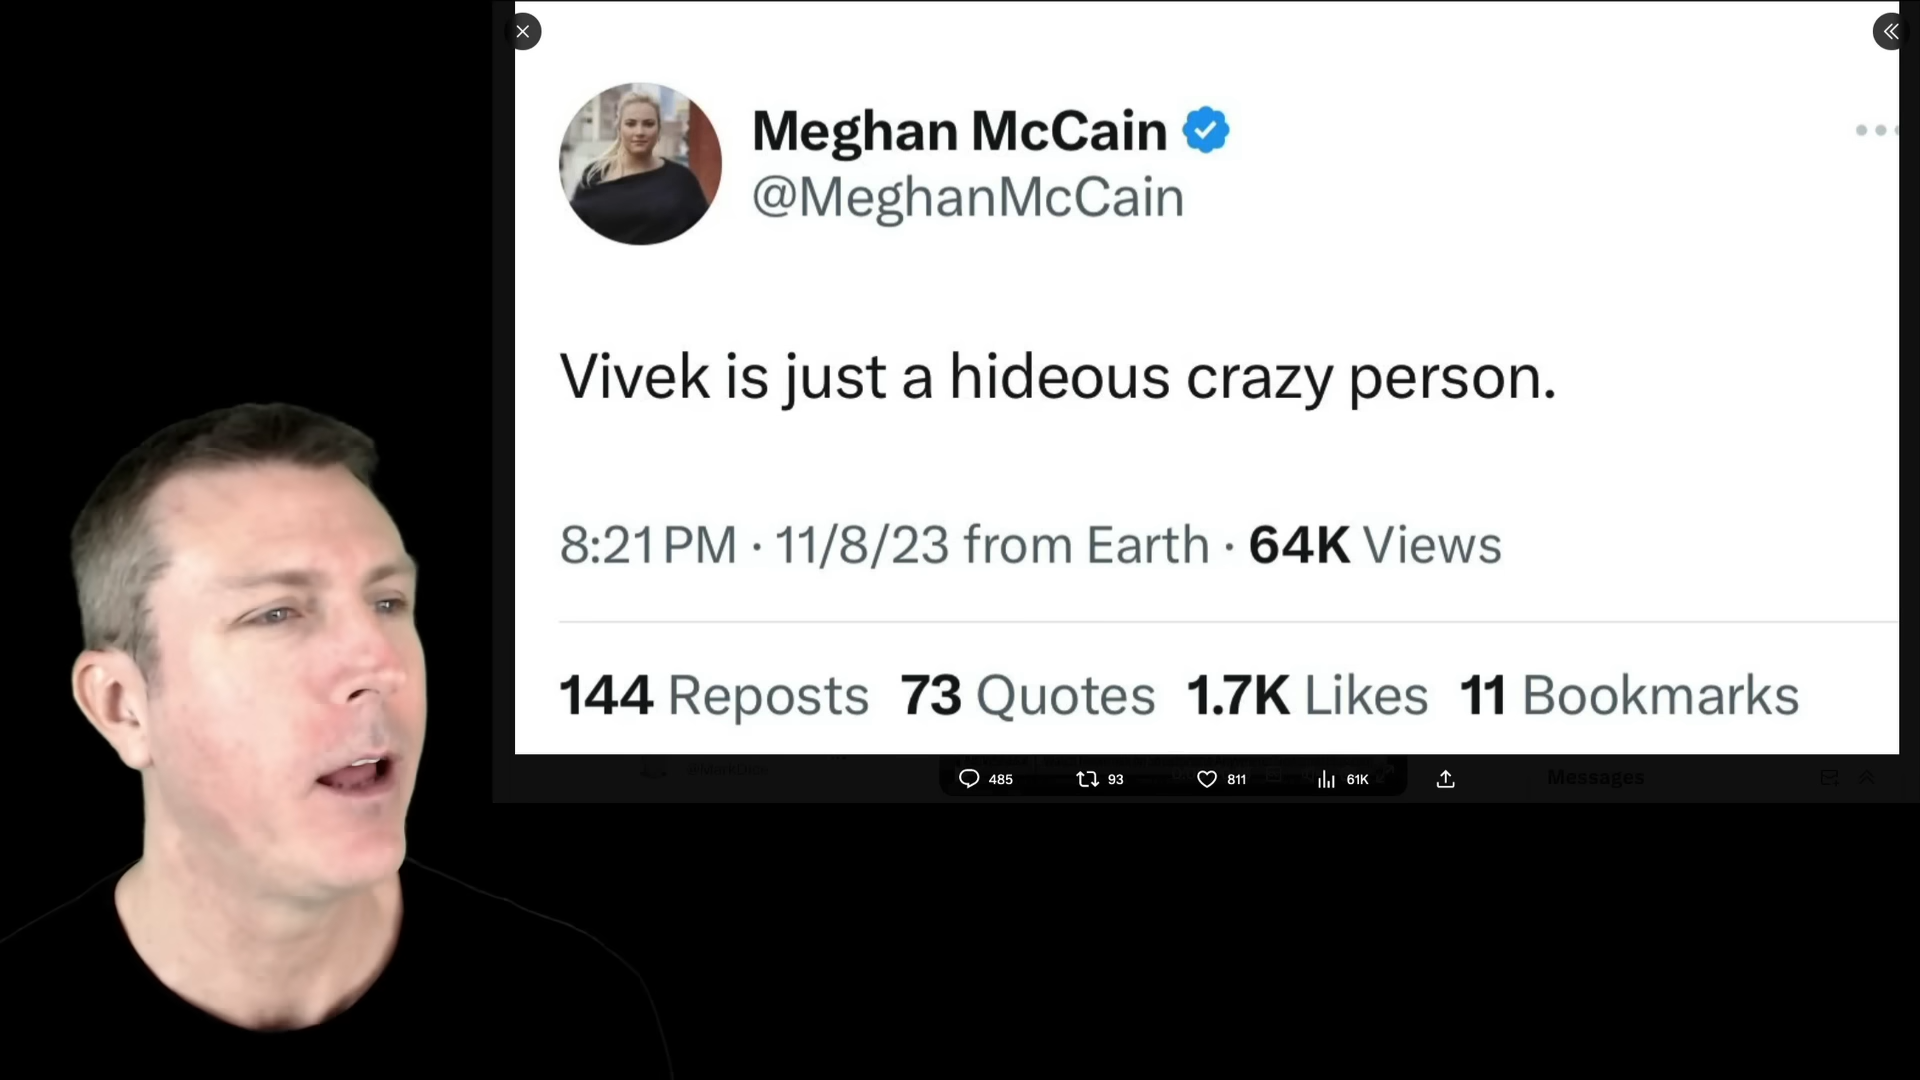 Meghan McCain
@MeghanMcCain
Vivek is just a hideous crazy person.
8:21 PM · 11/8/23 from Earth · 64K Views
144 Reposts 73 Quotes 1.7K Likes 11 Bookmarks
485 93 811 61K
Messages